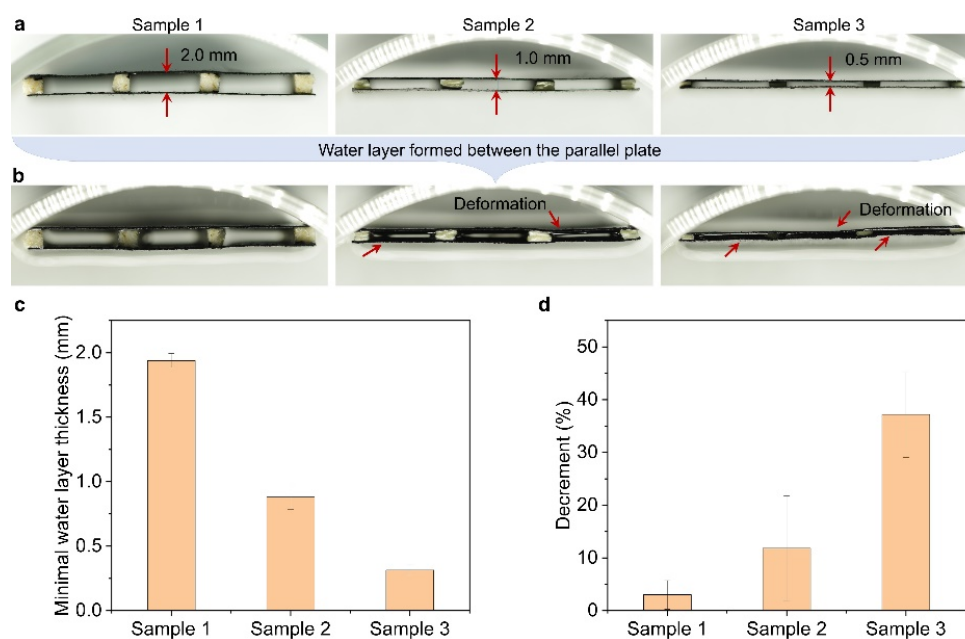 a
Sample 1
Sample 2
Sample 3
2.0 mm
1.0 mm
0.5 mm
Water layer formed between the parallel plate
b
Deformation
Deformation
c
Minimal water layer thickness (mm)
2.0
1.5
1.0
0.5
0.0
Sample 1
Sample 2
Sample 3
d
Decrement (%)
50
40
30
20
10
0
Sample 1
Sample 2
Sample 3